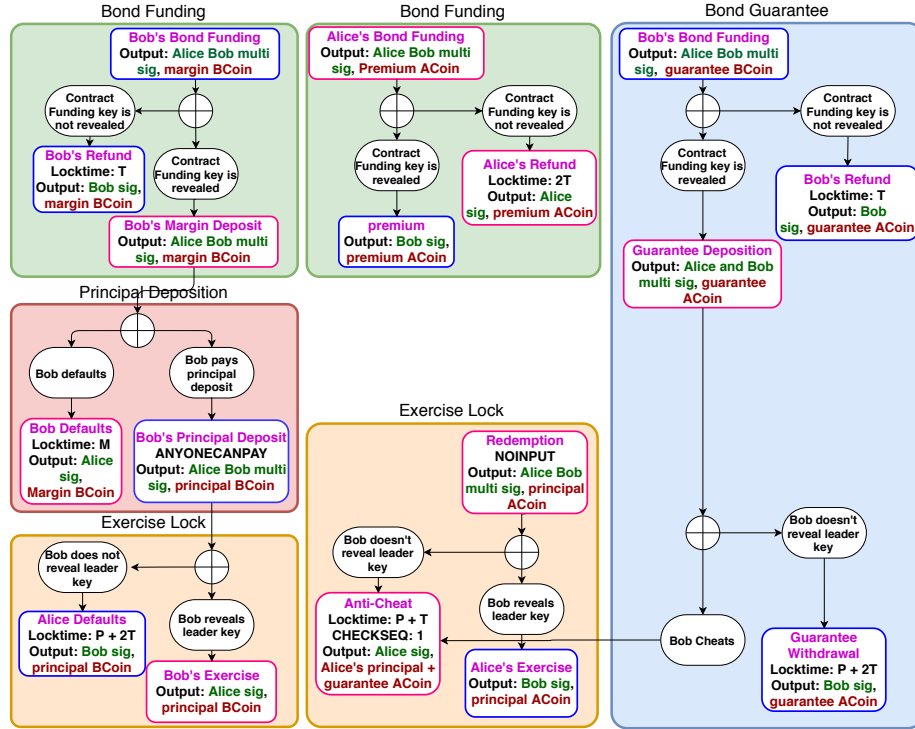 Bond Funding
Bob's Bond Funding
Output: Alice Bob multi
sig, margin BCoin
Contract
Funding key is
not revealed
Bob's Refund
Locktime: T
Output: Bob sig,
margin BCoin
Contract
Funding key is
revealed
Bob's Margin Deposit
Output: Alice Bob multi
sig, margin BCoin
Bond Funding
Alice's Bond Funding
Output: Alice Bob multi
sig, Premium ACoin
Contract
Funding key is
not revealed
Contract
Funding key is
revealed
Alice's Refund
Locktime: 2T
Output: Alice
sig, premium ACoin
premium
Output: Bob sig,
premium ACoin
Bond Guarantee
Bob's Bond Funding
Output: Alice Bob multi
sig, guarantee BCoin
Contract
Funding key is
not revealed
Contract
Funding key is
revealed
Bob's Refund
Locktime: T
Output: Bob
sig, guarantee ACoin
Guarantee Deposition
Output: Alice and Bob
multi sig, guarantee
ACoin
Bob doesn't
reveal leader
key
Bob Cheats
Guarantee
Withdrawal
Locktime: P + 2T
Output: Bob sig,
guarantee ACoin
Principal Deposition
Bob defaults
Bob pays
principal
deposit
Bob Defaults
Locktime: M
Output: Alice
sig,
Margin BCoin
Bob's Principal Deposit
ANYONECANPAY
Output: Alice Bob multi
sig, principal BCoin
Exercise Lock
Bob does not
reveal leader
key
Bob reveals
leader key
Alice Defaults
Locktime: P + 2T
Output: Bob sig,
principal BCoin
Bob's Exercise
Output: Alice sig,
principal BCoin
Exercise Lock
Redemption
NOINPUT
Output: Alice Bob
multi sig, principal
ACoin
Bob doesn't
reveal leader
key
Bob reveals
leader key
Anti-Cheat
Locktime: P + T
CHECKSEQ: 1
Output: Alice sig,
Alice's principal +
guarantee ACoin
Alice's Exercise
Output: Bob sig,
principal ACoin